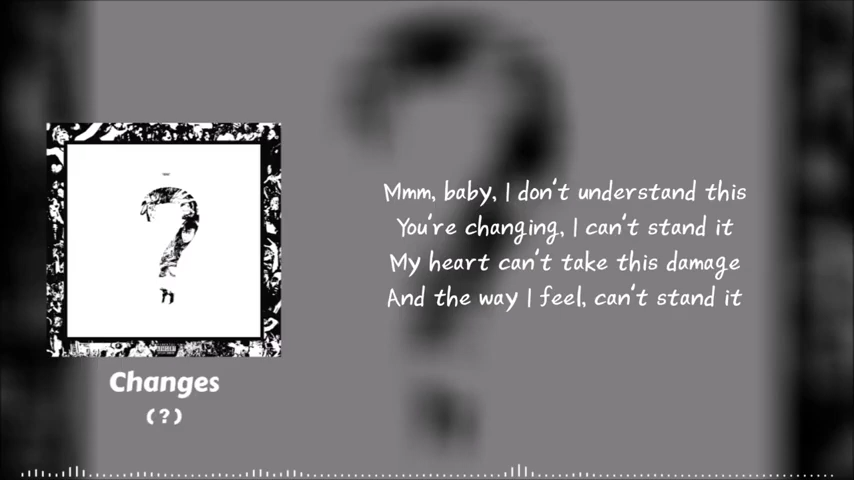 Mmm, baby, I don't understand this
You're changing, I can't stand it
My heart can't take this damage
And the way I feel, can't stand it
Changes
(?)